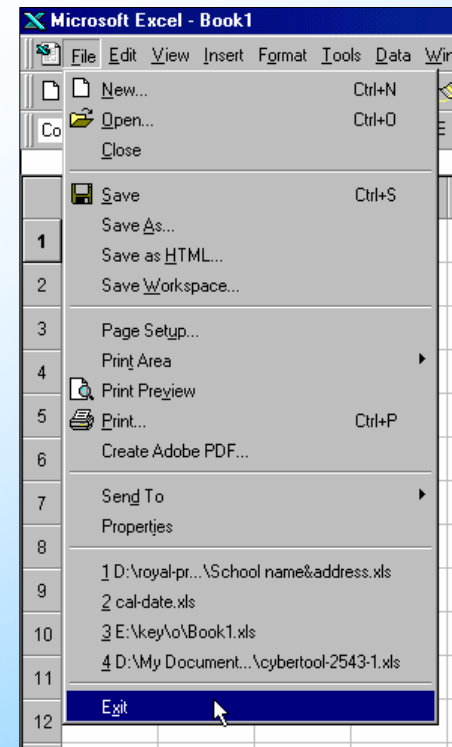 Microsoft Excel - Book1
File Edit View Insert Format Tools Data
New... Ctrl+N
Open... Ctrl+O
Co
Close
Save Ctrl+S
Save As...
1
Save as HTML...
2 Save Workspace...
3 Page Setup...
Print Area
4
Print Preview
5 Print... Ctrl+P
6 Create Adobe PDF...
7 Send To
Properties
8
1 D:\royal-pr...\School name&address.xls
9
2 cal-date.xls
10 3 E:\key\o\Book1.xls
4 D:\My Document...\cybertool-2543-1.xls
11
Exit
12